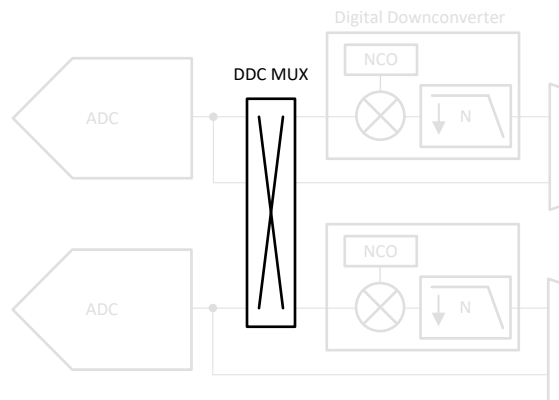 Digital Downconverter
NCO
DDC MUX
ADC
N
NCO
ADC
N